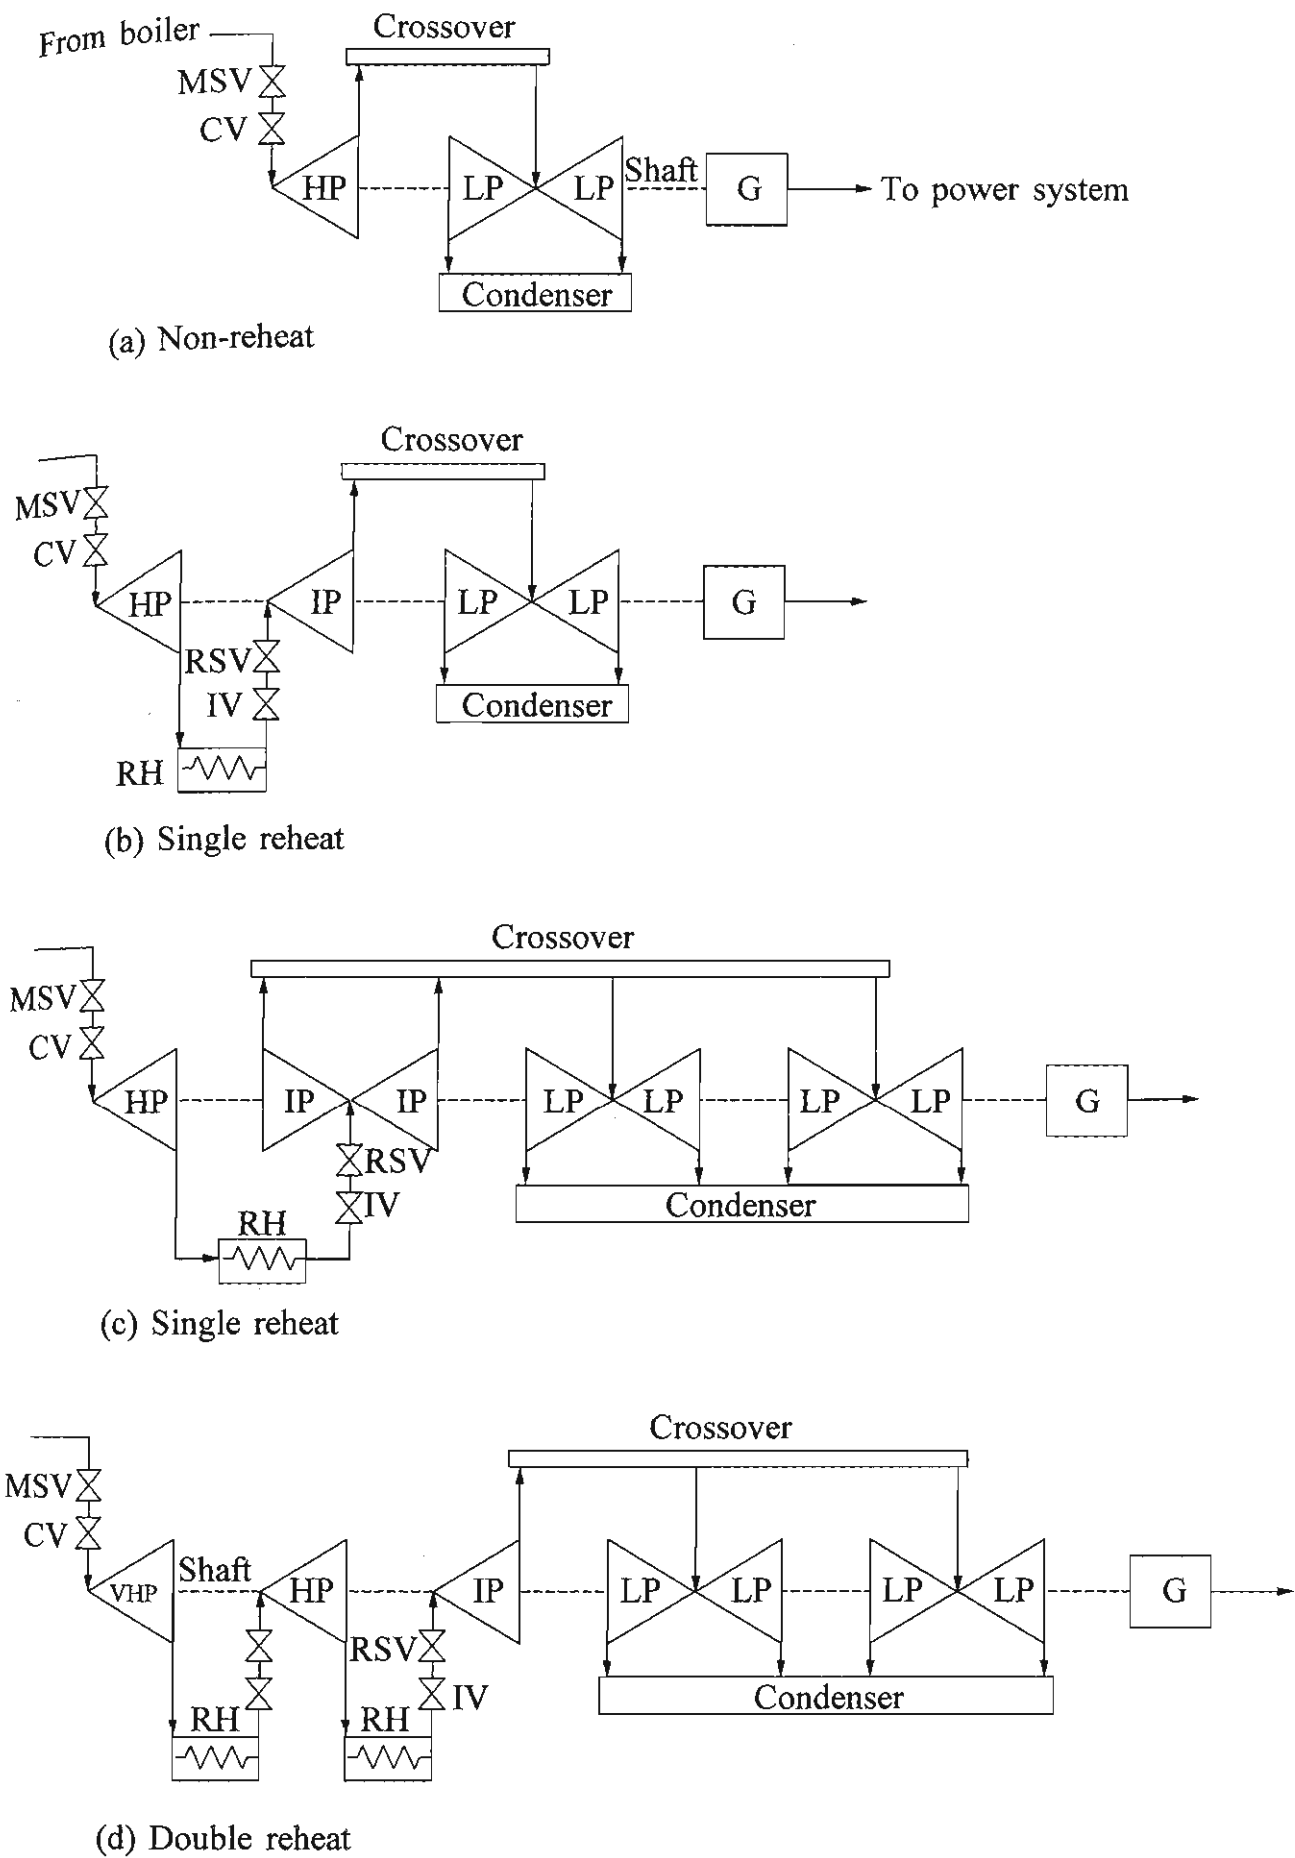 Crossover
From boiler
MSV
CV
HP
LP
LP
Shaft
G
To power system
Condenser
(a) Non-reheat
Crossover
MSV
CV
HP
IP
LP
LP
G
RSV
IV
Condenser
RH
(b) Single reheat
Crossover
MSV
CV
HP
IP
IP
LP
LP
LP
LP
G
RSV
IV
Condenser
RH
(c) Single reheat
Crossover
MSV
CV
Shaft
VHP
HP
IP
LP
LP
LP
LP
G
RSV
IV
Condenser
RH
RH
(d) Double reheat